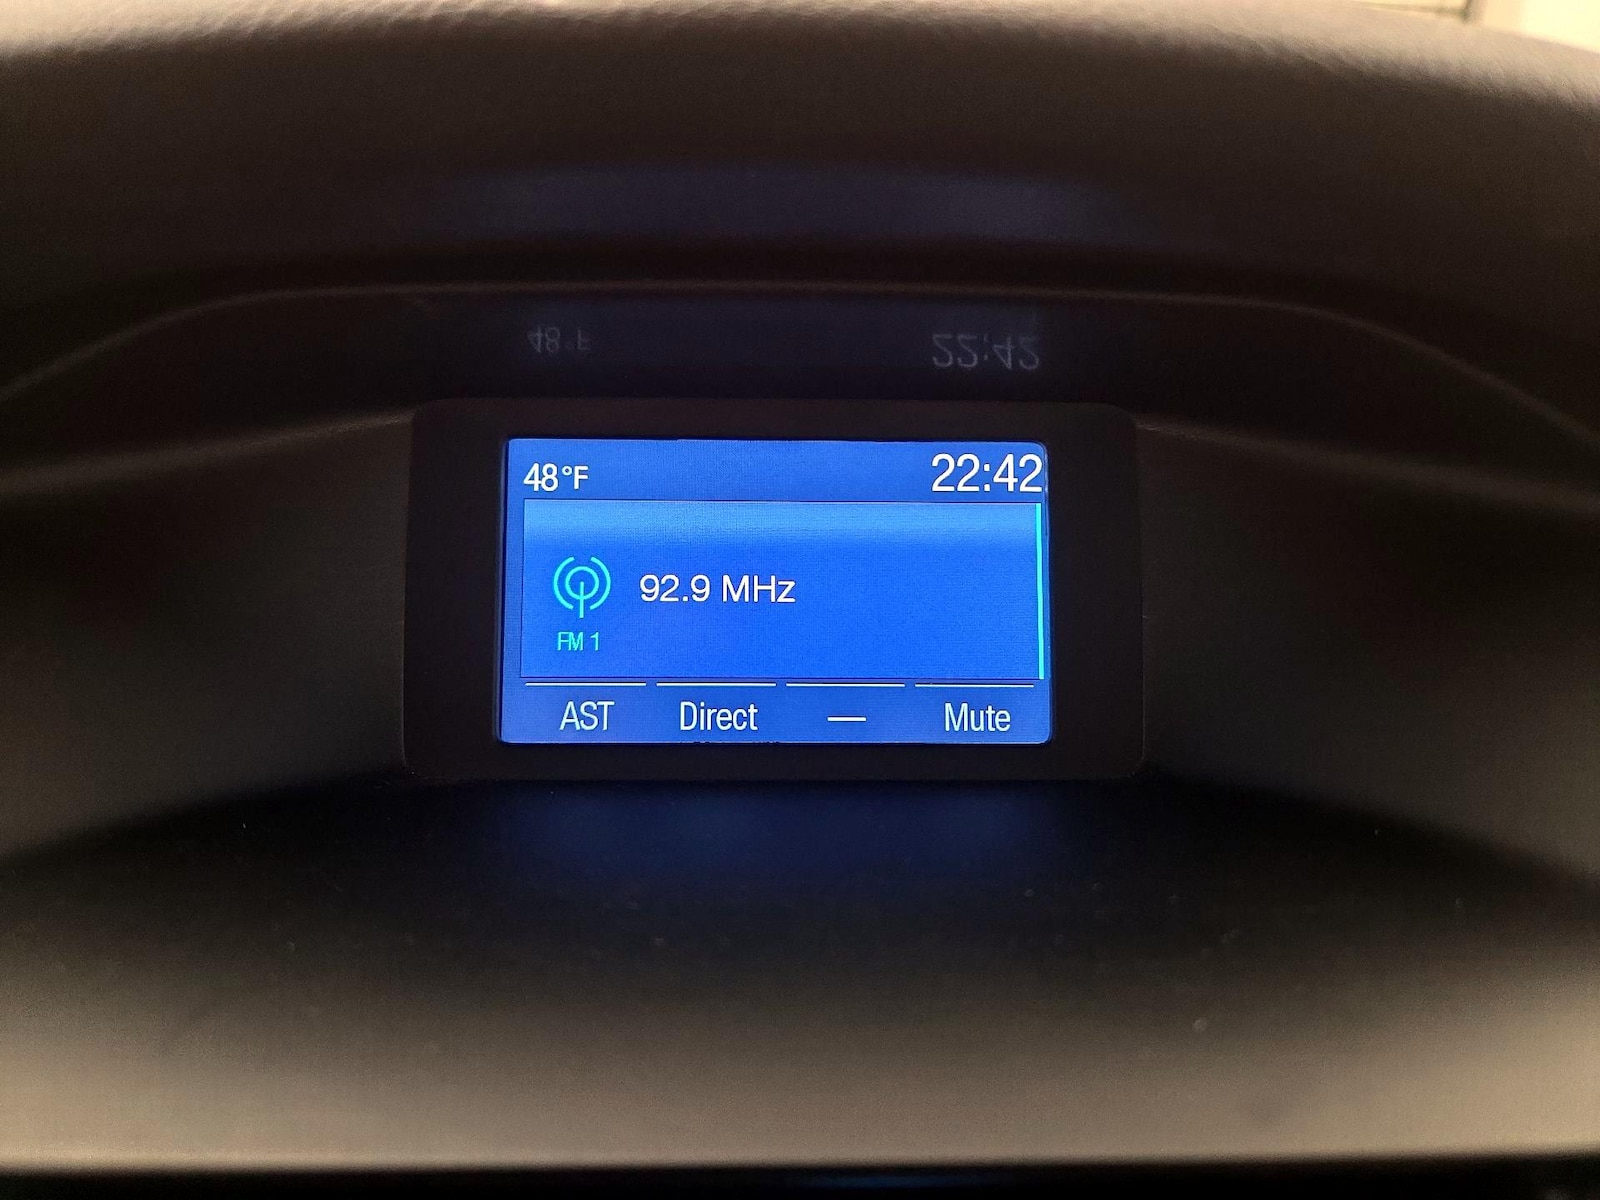 48°F 22:42
92.9 MHz
FM 1
AST Direct — Mute